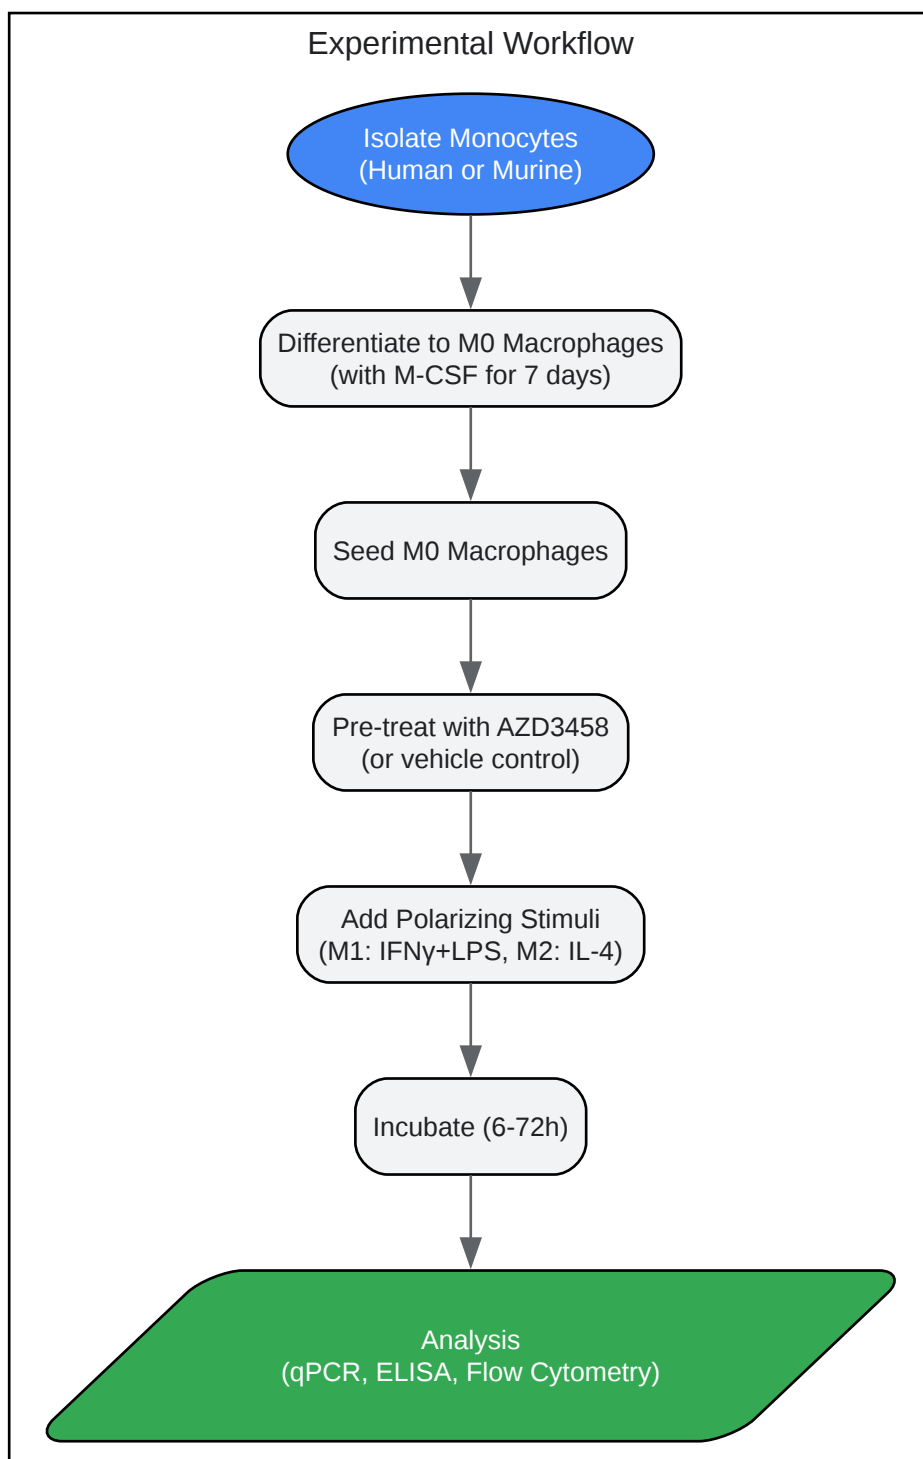 Experimental Workflow
Isolate Monocytes
(Human or Murine)
Differentiate to M0 Macrophages
(with M-CSF for 7 days)
Seed M0 Macrophages
Pre-treat with AZD3458
(or vehicle control)
Add Polarizing Stimuli
(M1: IFNγ+LPS, M2: IL-4)
Incubate (6-72h)
Analysis
(qPCR, ELISA, Flow Cytometry)